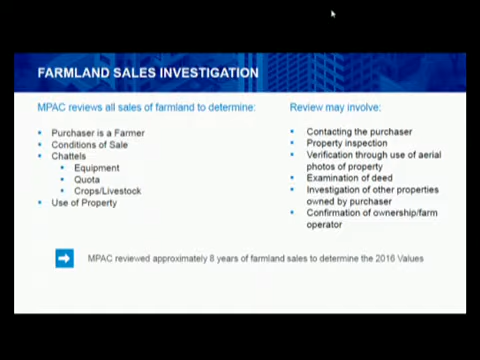 FARMLAND SALES INVESTIGATION
MPAC reviews all sales of farmland to determine:
Purchaser is a Farmer
Conditions of Sale
Chattels
Equipment
Quota
Crops/Livestock
Use of Property
Review may involve:
Contacting the purchaser
Property inspection
Verification through use of aerial
photos of property
Examination of deed
Investigation of other properties
owned by purchaser
Confirmation of ownership/farm
operator
MPAC reviewed approximately 8 years of farmland sales to determine the 2016 Values